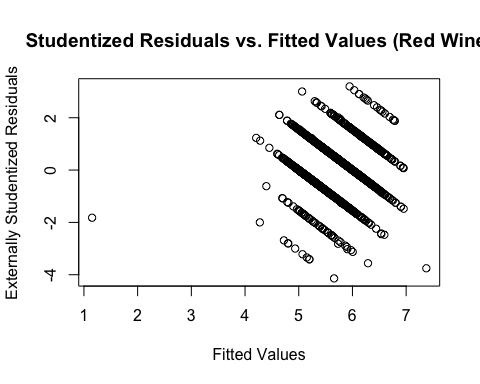 Studentized Residuals vs. Fitted Values (Red Wine
Externally Studentized Residuals
2
0
-2
-4
1 2 3 4 5 6 7
Fitted Values